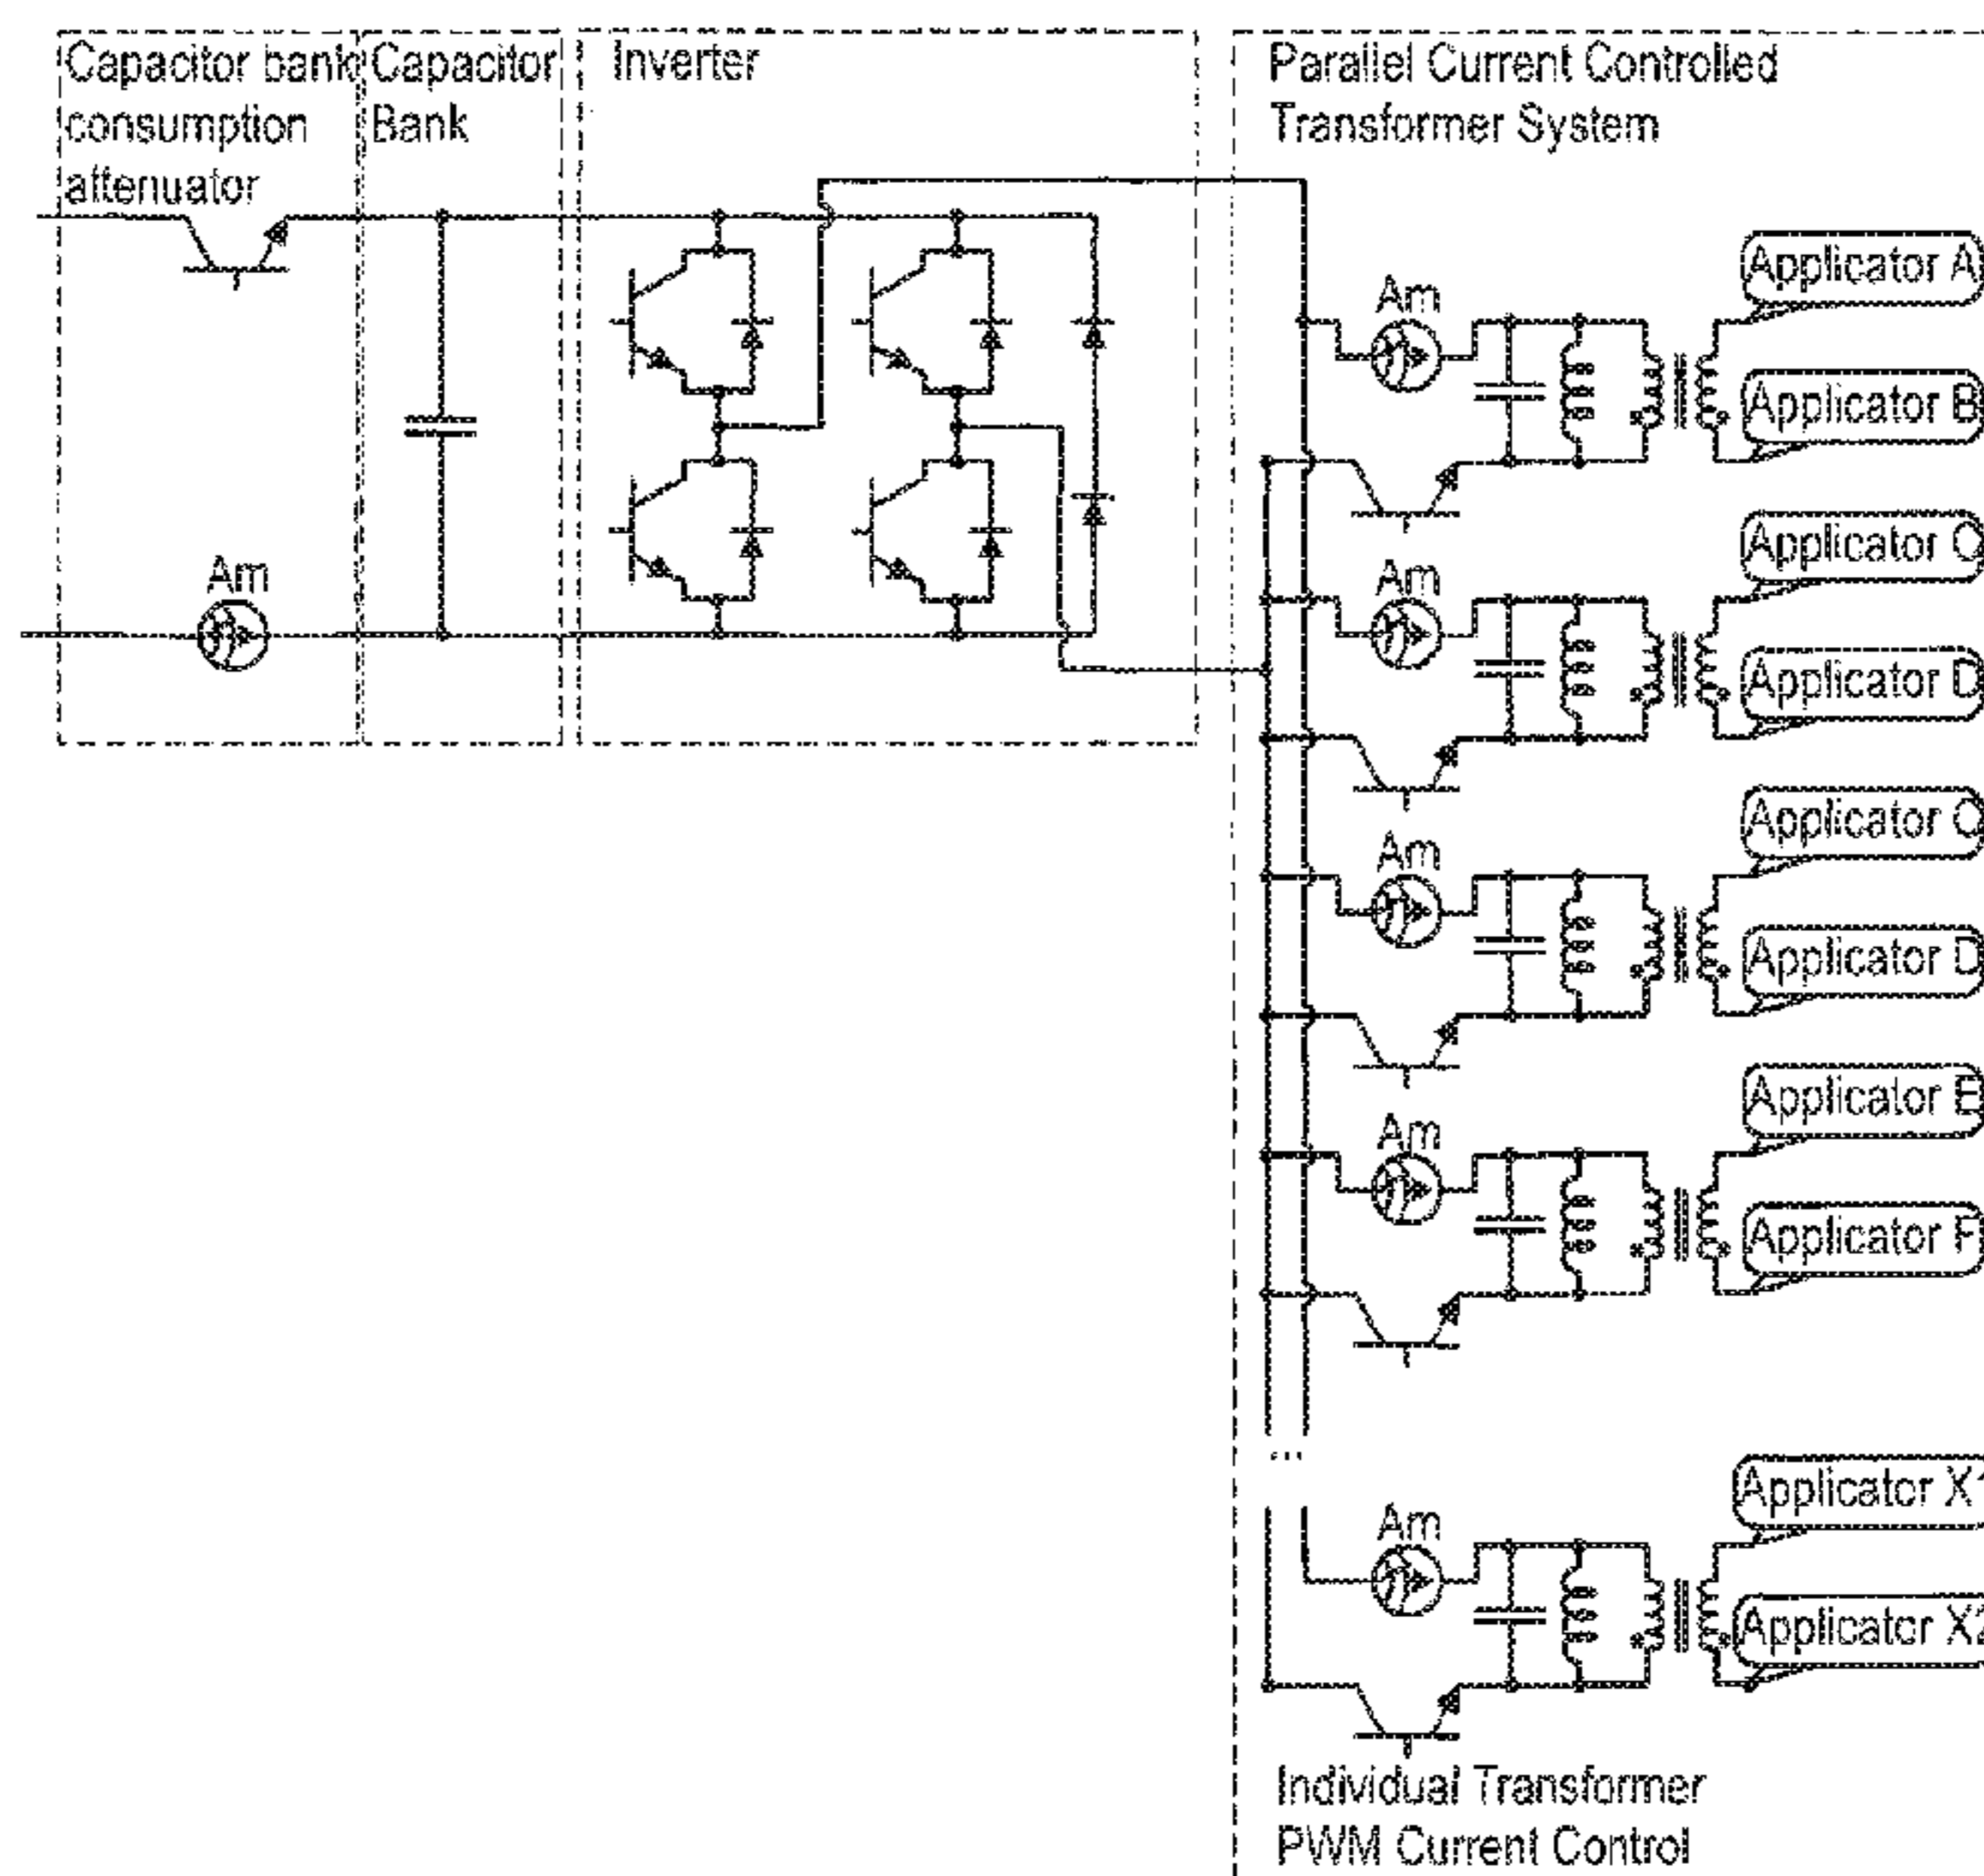 Capacitor bank
consumption
attenuator
Capacitor
Bank
Inverter
Parallel Current Controlled
Transformer System
Am
Am
Applicator A
Applicator B
Am
Applicator C
Applicator D
Am
Applicator C
Applicator D
Am
Applicator E
Applicator F
...
Am
Applicator X1
Applicator X2
Individual Transformer
PWM Current Control